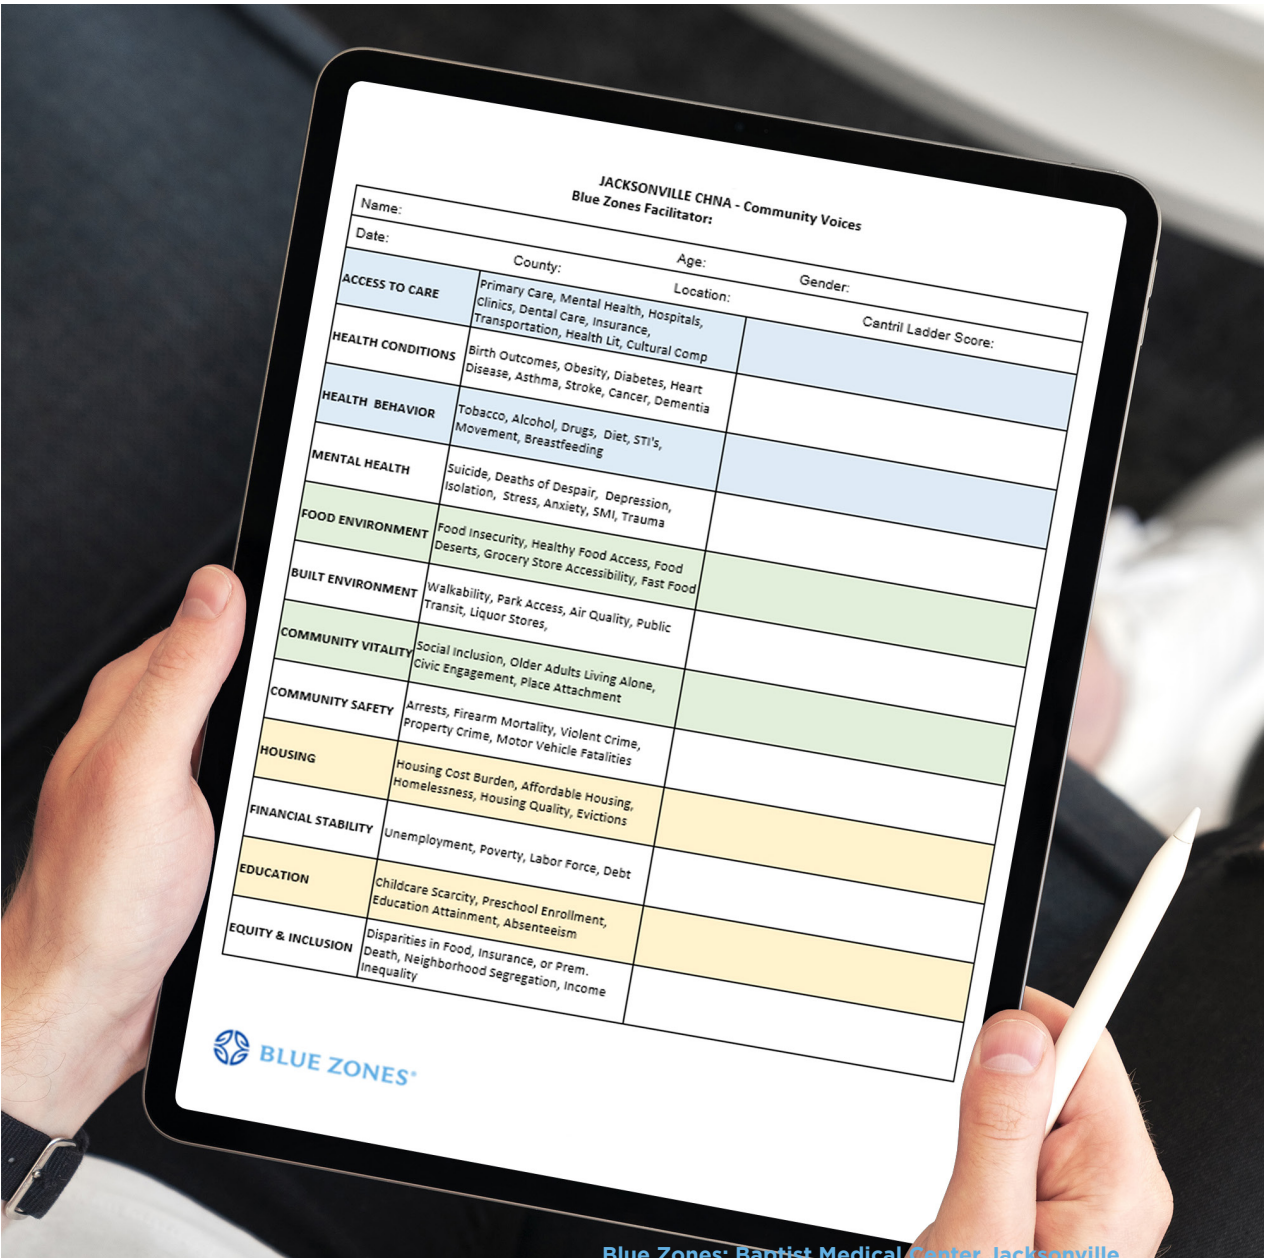 JACKSONVILLE CHNA - Community Voices
Blue Zones Facilitator:
Name: Age: Gender:
Date: County: Location: Cantril Ladder Score:
ACCESS TO CARE
Primary Care, Mental Health, Hospitals,
Clinics, Dental Care, Insurance,
Transportation, Health Lit, Cultural Comp
HEALTH CONDITIONS
Birth Outcomes, Obesity, Diabetes, Heart
Disease, Asthma, Stroke, Cancer, Dementia
HEALTH BEHAVIOR
Tobacco, Alcohol, Drugs, Diet, STI's,
Movement, Breastfeeding
MENTAL HEALTH
Suicide, Deaths of Despair, Depression,
Isolation, Stress, Anxiety, SMI, Trauma
FOOD ENVIRONMENT
Food Insecurity, Healthy Food Access, Food
Deserts, Grocery Store Accessibility, Fast Food
BUILT ENVIRONMENT
Walkability, Park Access, Air Quality, Public
Transit, Liquor Stores,
COMMUNITY VITALITY
Social Inclusion, Older Adults Living Alone,
Civic Engagement, Place Attachment
COMMUNITY SAFETY
Arrests, Firearm Mortality, Violent Crime,
Property Crime, Motor Vehicle Fatalities
HOUSING
Housing Cost Burden, Affordable Housing,
Homelessness, Housing Quality, Evictions
FINANCIAL STABILITY
Unemployment, Poverty, Labor Force, Debt
EDUCATION
Childcare Scarcity, Preschool Enrollment,
Education Attainment, Absenteeism
EQUITY & INCLUSION
Disparities in Food, Insurance, or Prem.
Death, Neighborhood Segregation, Income
Inequality
BLUE ZONES®
Blue Zones: Baptist Medical Center Jacksonville